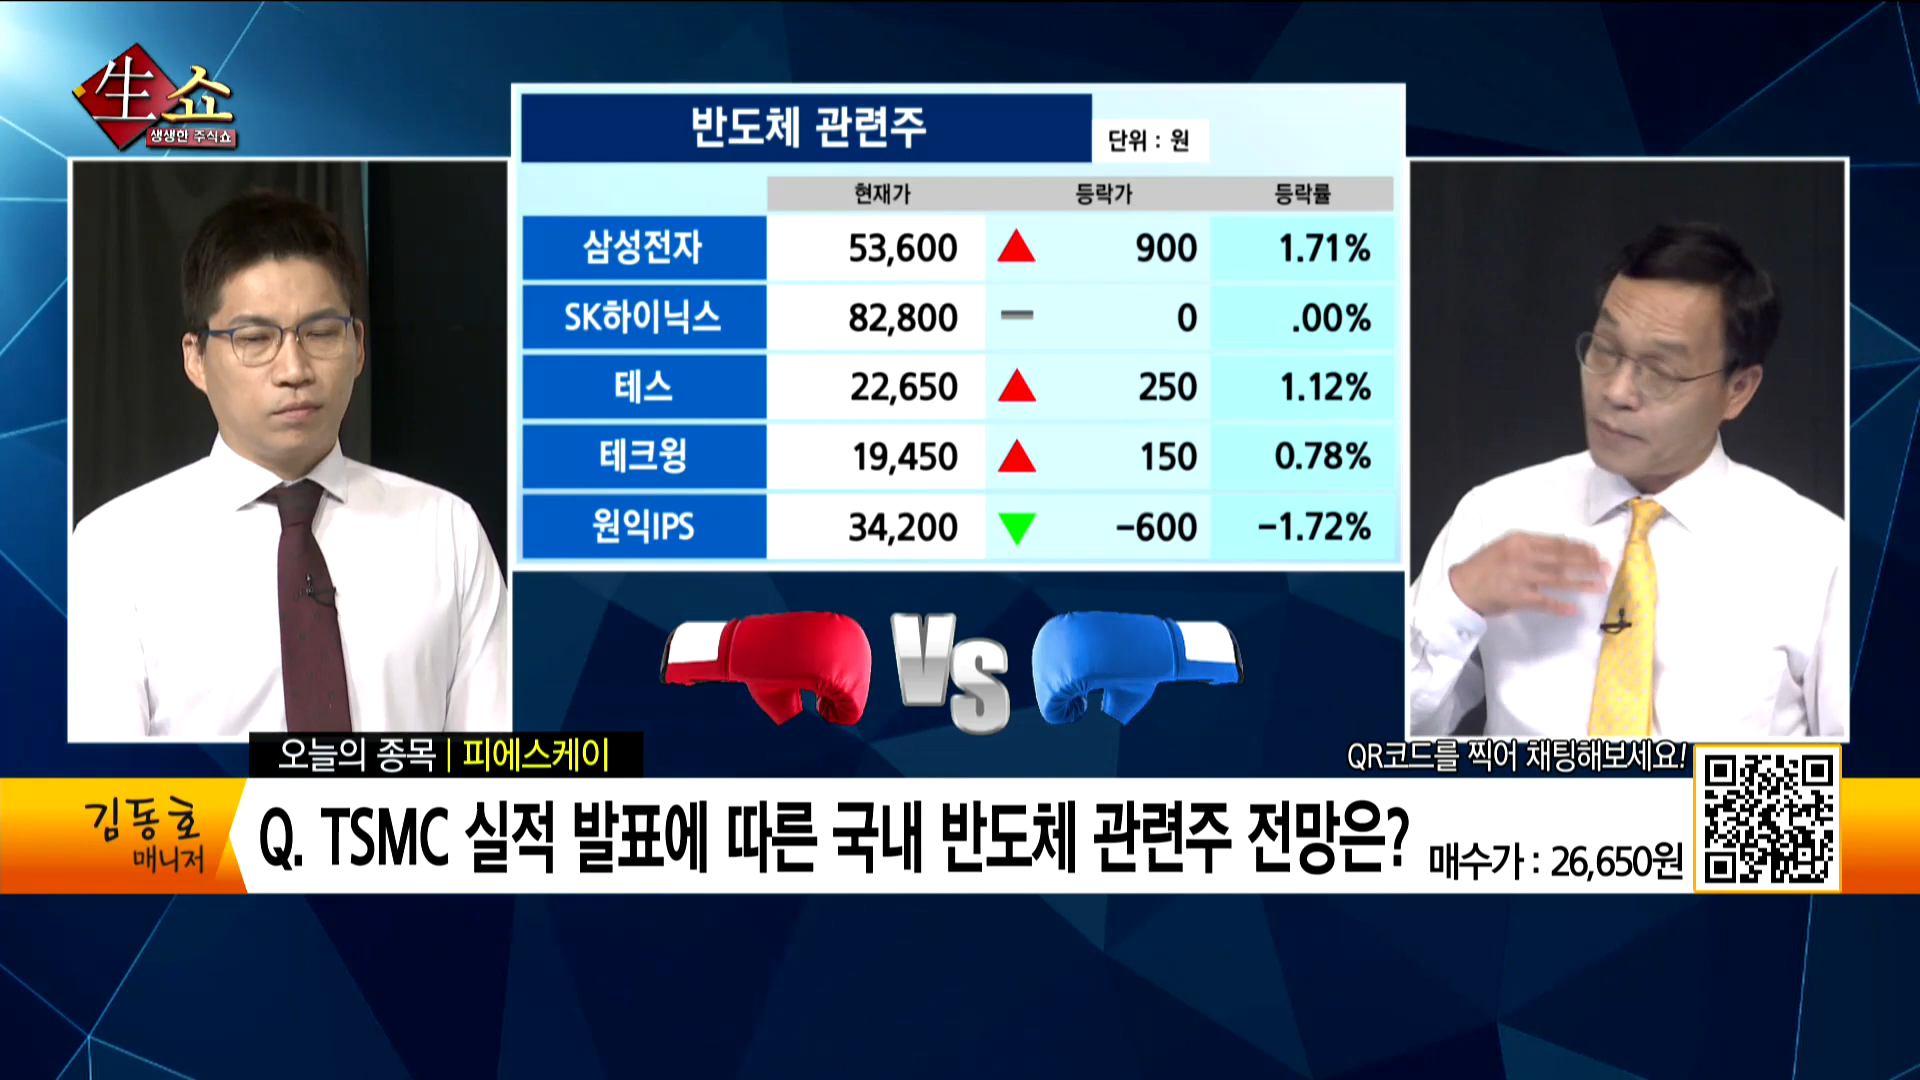 生쇼
생생한 주식쇼
반도체 관련주
단위 : 원
현재가 등락가 등락률
삼성전자 53,600 ▲ 900 1.71%
SK하이닉스 82,800 - 0 .00%
테스 22,650 ▲ 250 1.12%
테크윙 19,450 ▲ 150 0.78%
원익IPS 34,200 ▼ -600 -1.72%
VS
오늘의 종목 | 피에스케이
QR코드를 찍어 채팅해보세요!
김동호
매니저
Q. TSMC 실적 발표에 따른 국내 반도체 관련주 전망은?
매수가 : 26,650원